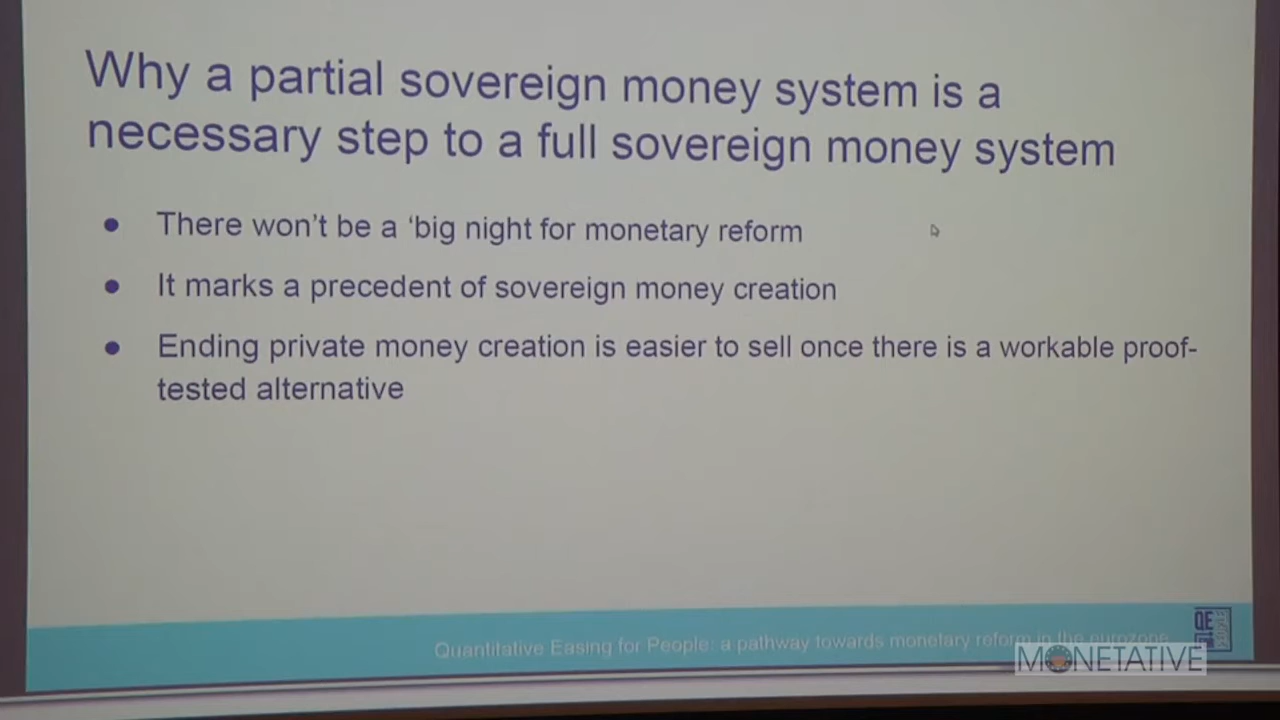 Why a partial sovereign money system is a
necessary step to a full sovereign money system
● There won't be a ‘big night for monetary reform
● It marks a precedent of sovereign money creation
● Ending private money creation is easier to sell once there is a workable proof-
tested alternative
Quantitative Easing for People: a pathway towards monetary reform in the eurozone
QE
PEOPLE
MONETATIVE